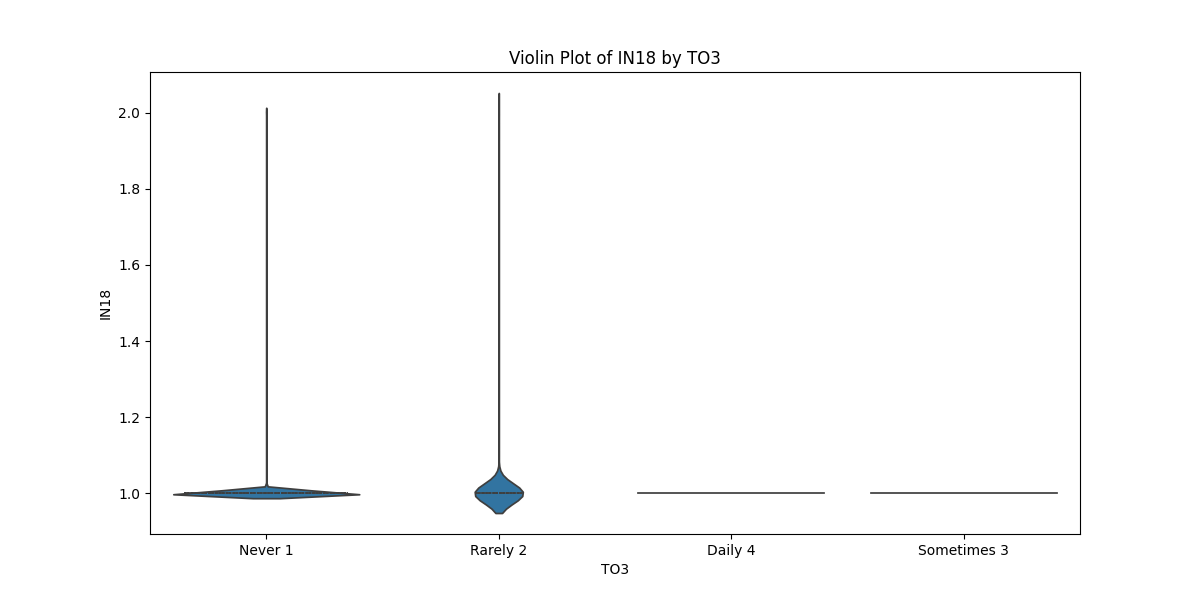 Violin Plot of IN18 by TO3
2.0
1.8
1.6
1.4
1.2
1.0
IN18
Never 1
Rarely 2
Daily 4
Sometimes 3
TO3